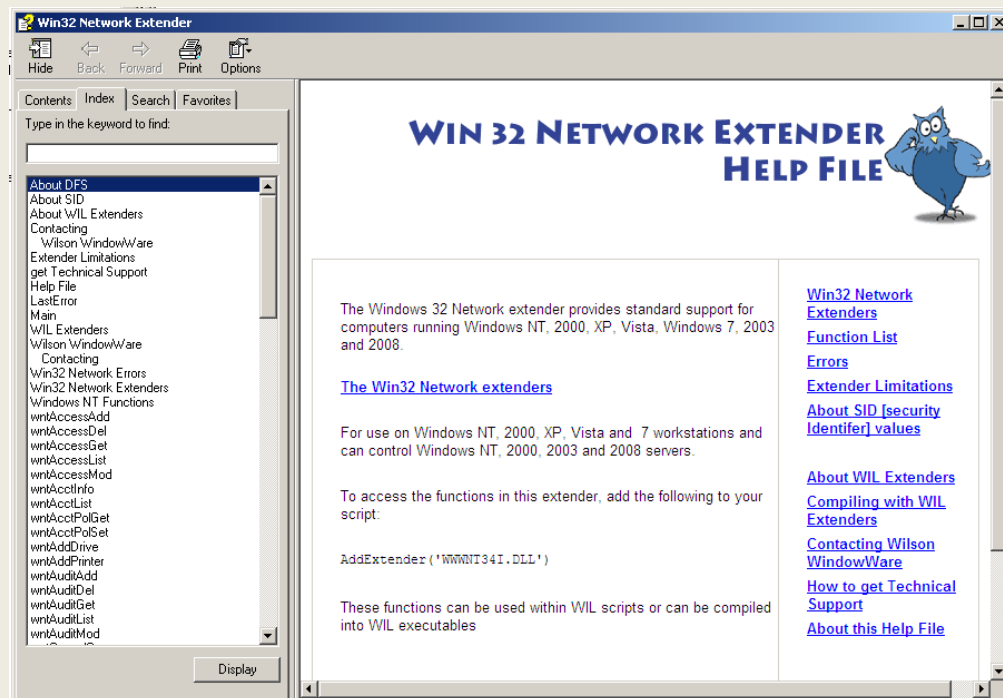 Win32 Network Extender
Hide Back Forward Print Options
Contents Index Search Favorites
Type in the keyword to find:
About DFS
About SID
About WIL Extenders
Contacting
Wilson WindowWare
Extender Limitations
get Technical Support
Help File
LastError
Main
WIL Extenders
Wilson WindowWare
Contacting
Win32 Network Errors
Win32 Network Extenders
Windows NT Functions
wntAccessAdd
wntAccessDel
wntAccessGet
wntAccessList
wntAccessMod
wntAcctInfo
wntAcctList
wntAcctPolGet
wntAcctPolSet
wntAddDrive
wntAddPrinter
wntAuditAdd
wntAuditDel
wntAuditGet
wntAuditList
wntAuditMod
Display
WIN 32 NETWORK EXTENDER
HELP FILE
The Windows 32 Network extender provides standard support for
computers running Windows NT, 2000, XP, Vista, Windows 7, 2003
and 2008.
The Win32 Network extenders
For use on Windows NT, 2000, XP, Vista and 7 workstations and
can control Windows NT, 2000, 2003 and 2008 servers.
To access the functions in this extender, add the following to your
script:
AddExtender('WWWNT34I.DLL')
These functions can be used within WIL scripts or can be compiled
into WIL executables
Win32 Network
Extenders
Function List
Errors
Extender Limitations
About SID [security
Identifer] values
About WIL Extenders
Compiling with WIL
Extenders
Contacting Wilson
WindowWare
How to get Technical
Support
About this Help File